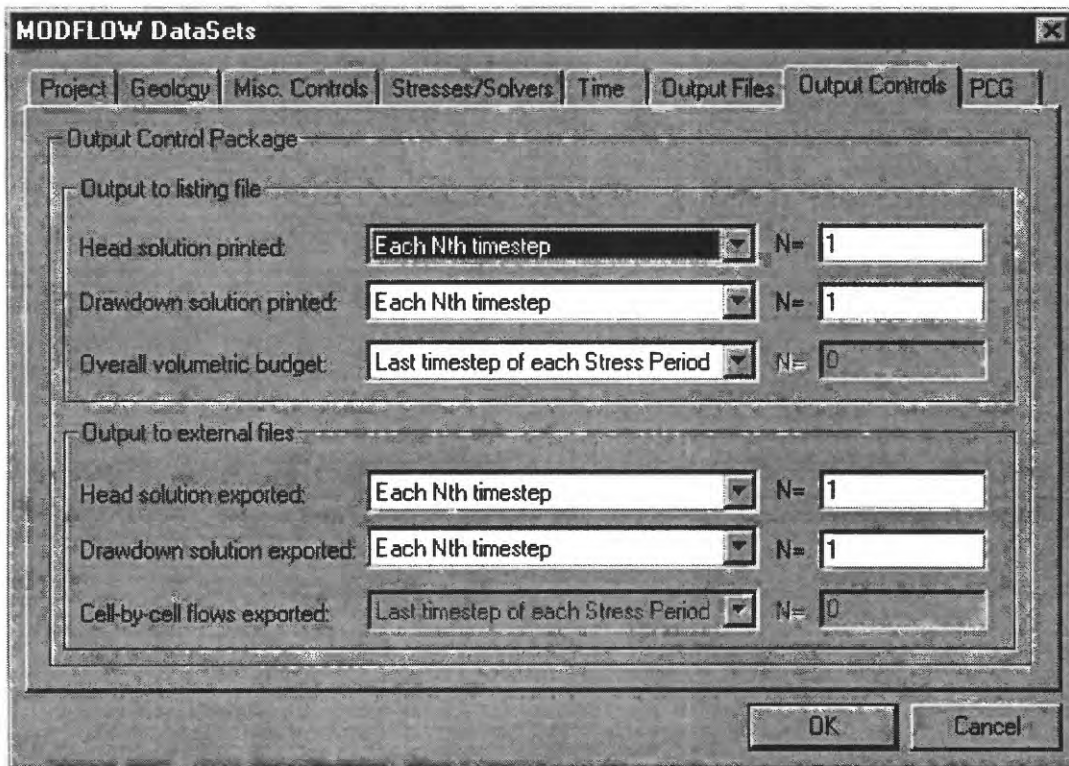 MODFLOW DataSets
Project Geology Misc. Controls Stresses/Solvers Time Output Files Output Controls PCG
Output Control Package
Output to listing file
Head solution printed: Each Nth timestep N= 1
Drawdown solution printed: Each Nth timestep N= 1
Overall volumetric budget: Last timestep of each Stress Period N= 0
Output to external files
Head solution exported: Each Nth timestep N= 1
Drawdown solution exported: Each Nth timestep N= 1
Cell-by-cell flows exported: Last timestep of each Stress Period N= 0
OK Cancel